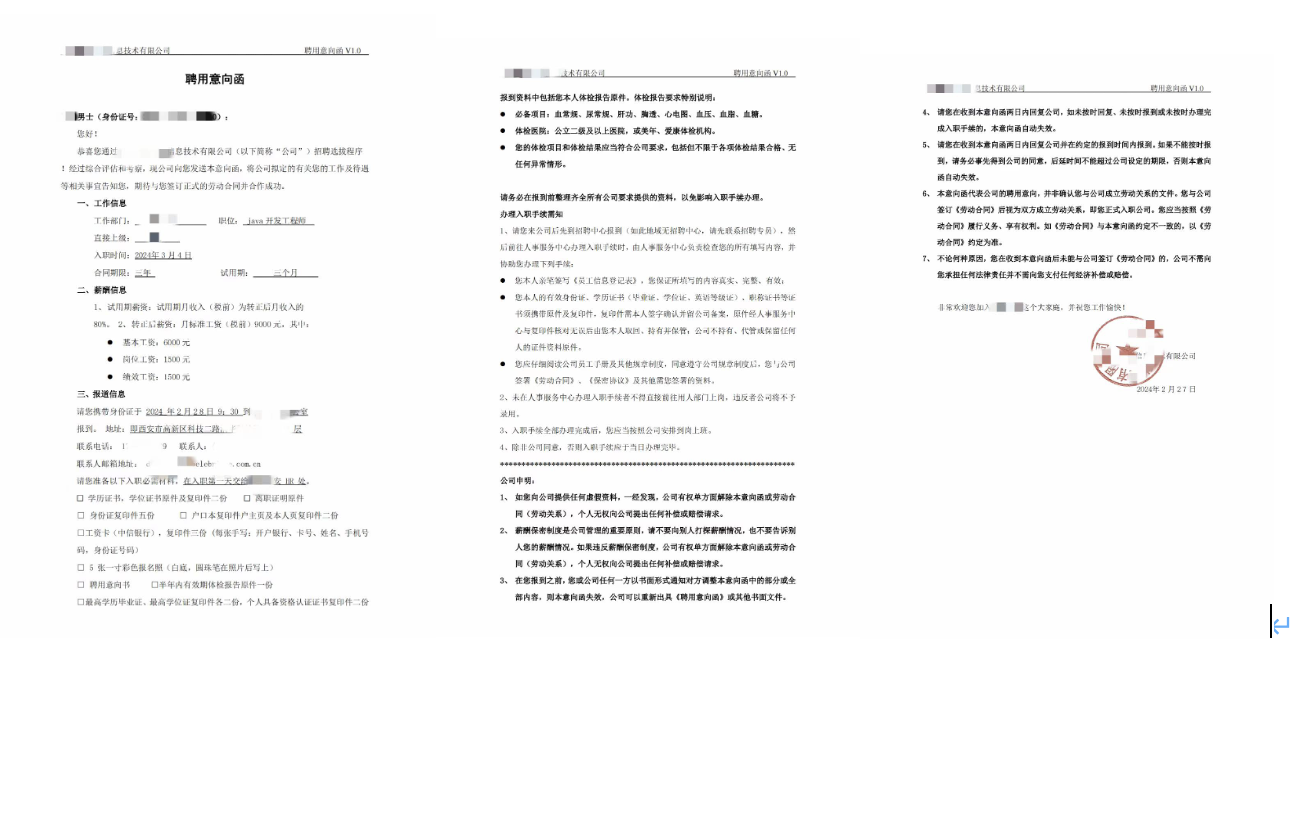 息技术有限公司 聘用意向函 V1.0
聘用意向函
男士（身份证号：
您好！
恭喜您通过 息技术有限公司（以下简称“公司”）招聘选拔程序
！经过综合评估和考察，现公司向您发送本意向函，将公司拟定的有关您的工作及待遇
等相关事宜告知您，期待与您签订正式的劳动合同并合作成功。
一、工作信息
工作部门： 职位： java 开发工程师
直接上级：
入职时间：2024年3月4日
合同期限：三年 试用期： 三个月
二、薪酬信息
1、试用期薪资：试用期月收入（税前）为转正后月收入的
80%。 2、转正后薪资：月标准工资（税前）9000元，其中：
● 基本工资：6000元
● 岗位工资：1500元
● 绩效工资：1500元
三、报道信息
请您携带身份证于 2024 年2月28日 9：30 到 室
报到。 地址：即西安市高新区科技二路 层
联系电话： 1 9 联系人：
联系人邮箱地址： .com.cn
请您准备以下入职必需材料，在入职第一天交给 交 HR 处。
□ 学历证书、学位证书原件及复印件二份 □ 离职证明原件
□ 身份证复印件五份 □ 户口本复印件户主页及本人页复印件二份
□工资卡（中信银行），复印件三份（每张手写：开户银行、卡号、姓名、手机号
码，身份证号码）
□ 5 张一寸彩色报名照（白底，圆珠笔在照片后写上）
□ 聘用意向书 □半年内有效期体检报告原件一份
□最高学历毕业证、最高学位证复印件各二份，个人具备资格认证证书复印件二份
技术有限公司 聘用意向函 V1.0
报到资料中包括您本人体检报告原件，体检报告要求特别说明：
● 必备项目：血常规、尿常规、肝功、胸透、心电图、血压、血脂、血糖。
● 体检医院：公立二级及以上医院，或美年、爱康体检机构。
● 您的体检项目和体检结果应当符合公司要求，包括但不限于各项体检结果合格、无
任何异常情形。
请务必在报到前整理齐全所有公司要求提供的资料，以免影响入职手续办理。
办理入职手续需知
1、请您来公司后先到招聘中心报到（如此地域无招聘中心，请先联系招聘专员），然
后前往人事服务中心办理入职手续时，由人事服务中心负责检查您的所有填写内容，并
协助您办理下列手续：
● 您本人亲笔签写《员工信息登记表》，您保证所填写的内容真实、完整、有效；
● 您本人的有效身份证、学历证书（毕业证、学位证、英语等级证）、职称证书等证
书须携带原件及复印件，复印件需本人签字确认并留公司备案，原件经人事服务中
心与复印件核对无误后由您本人取回、持有并保管；公司不持有、代管或保留任何
人的证件资料原件。
● 您应仔细阅读公司员工手册及其他规章制度，同意遵守公司规章制度后，您与公司
签署《劳动合同》、《保密协议》及其他需您签署的资料。
2、未在人事服务中心办理入职手续者不得直接前往用人部门上岗，违反者公司将不予
录用。
3、入职手续全部办理完成后，您应当按照公司安排到岗上班。
4、除非公司同意，否则入职手续应于当日办理完毕。
**********************************************************************
公司申明：
1、 如您向公司提供任何虚假资料，一经发现，公司有权单方面解除本意向函或劳动合
同（劳动关系），个人无权向公司提出任何补偿或赔偿请求。
2、 薪酬保密制度是公司管理的重要原则，请不要向别人打探薪酬情况，也不要告诉别
人您的薪酬情况。如果违反薪酬保密制度，公司有权单方面解除本意向函或劳动合
同（劳动关系），个人无权向公司提出任何补偿或赔偿请求。
3、 在您报到之前，您或公司任何一方以书面形式通知对方调整本意向函中的部分或全
部内容，则本意向函失效，公司可以重新出具《聘用意向函》或其他书面文件。
技术有限公司 聘用意向函 V1.0
4、 请您在收到本意向函两日内回复公司，如未按时回复、未按时报到或未按时办理完
成入职手续的，本意向函自动失效。
5、 请您在收到本意向函两日内回复公司并在约定的报到时间内报到。如果不能按时报
到，请务必事先得到公司的同意，后延时间不能超过公司设定的期限，否则本意向
函自动失效。
6、 本意向函代表公司的聘用意向，并非确认您与公司成立劳动关系的文件。您与公司
签订《劳动合同》后视为双方成立劳动关系，即您正式入职公司。您应当按照《劳
动合同》履行义务、享有权利。如《劳动合同》与本意向函约定不一致的，以《劳
动合同》约定为准。
7、 不论何种原因，您在收到本意向函后未能与公司签订《劳动合同》的，公司不需向
您承担任何法律责任并不需向您支付任何经济补偿或赔偿。
非常欢迎您加入 这个大家庭，并祝您工作愉快！
有限公司
2024年2月27日